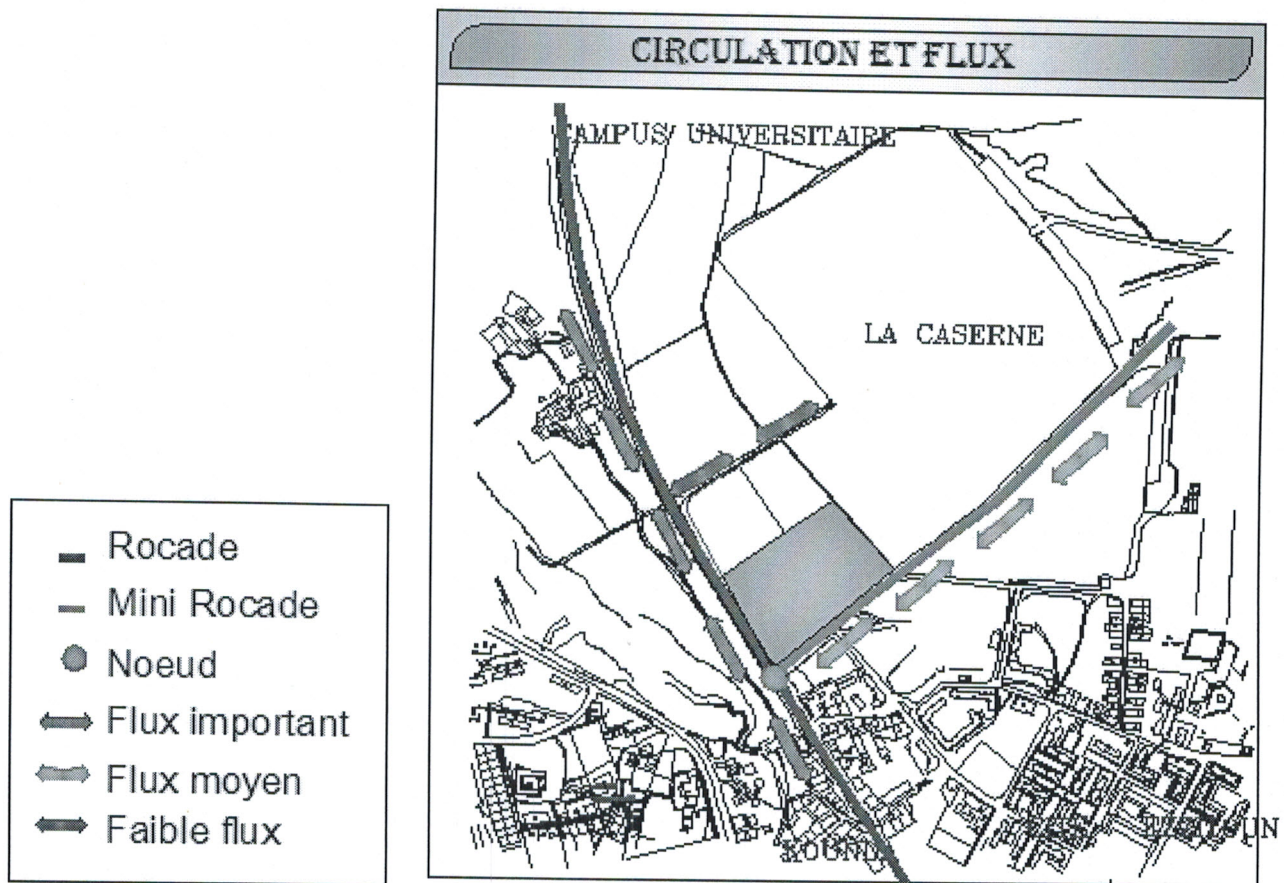 CIRCULATION ET FLUX
CAMPUS UNIVERSITAIRE
LA CASERNE
Rocade
Mini Rocade
Noeud
Flux important
Flux moyen
Faible flux